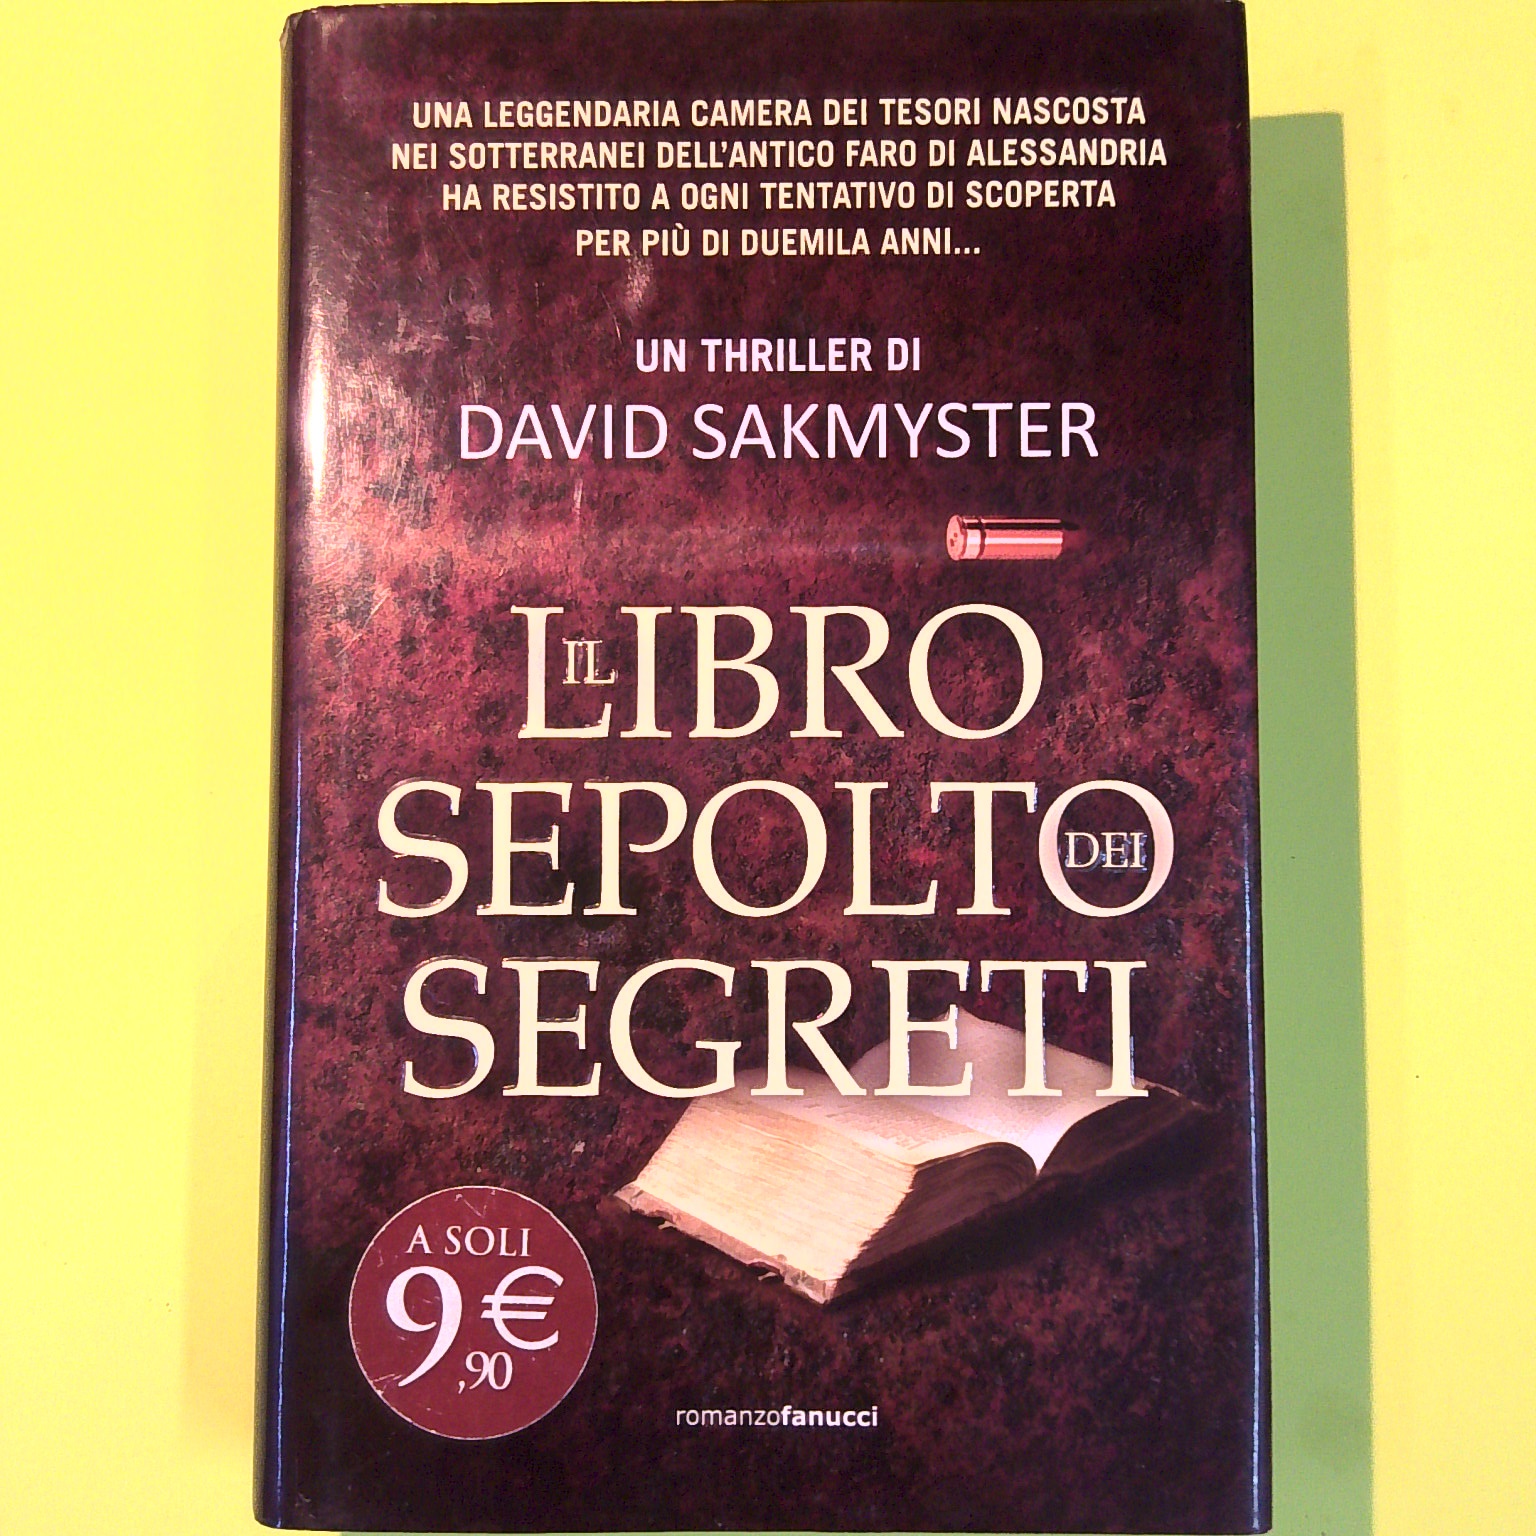 UNA LEGGENDARIA CAMERA DEI TESORI NASCOSTA
NEI SOTTERRANEI DELL'ANTICO FARO DI ALESSANDRIA
HA RESISTITO A OGNI TENTATIVO DI SCOPERTA
PER PIÙ DI DUEMILA ANNI...
UN THRILLER DI
DAVID SAKMYSTER
IL LIBRO
SEPOLTO DEI
SEGRETI
A SOLI
9,90 €
romanzofanucci